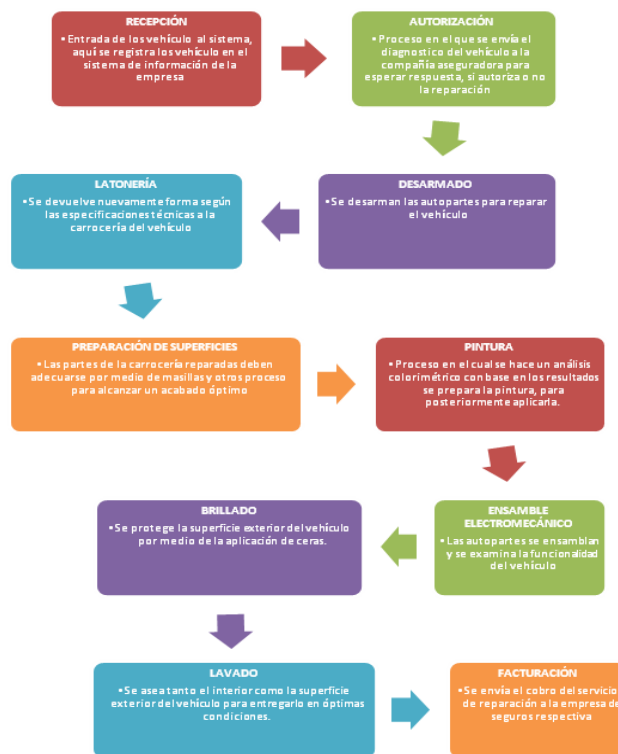 RECEPCIÓN
• Entrada de los vehículo al sistema,
aquí se registra los vehículo en el
sistema de información de la
empresa
AUTORIZACIÓN
• Proceso en el que se envía el
diagnostico del vehículo a la
compañía aseguradora para
esperar respuesta, si autoriza o no
la reparación
DESARMADO
• Se desarman las autopartes para reparar
el vehículo
LATONERÍA
• Se devuelve nuevamente forma según
las especificaciones técnicas a la
carrocería del vehículo
PREPARACIÓN DE SUPERFICIES
• Las partes de la carrocería reparadas deben
adecuarse por medio de masillas y otros proceso
para alcanzar un acabado óptimo
PINTURA
• Proceso en el cual se hace un análisis
colorimétrico con base en los resultados
se prepara la pintura, para
posteriormente aplicarla.
ENSAMBLE
ELECTROMECÁNICO
• Las autopartes se ensamblan
y se examina la funcionalidad
del vehículo
BRILLADO
• Se protege la superficie exterior del vehículo
por medio de la aplicación de ceras.
LAVADO
• Se asea tanto el interior como la superficie
exterior del vehículo para entregarlo en óptimas
condiciones.
FACTURACIÓN
• Se envía el cobro del servicio
de reparación a la empresa de
seguros respectiva